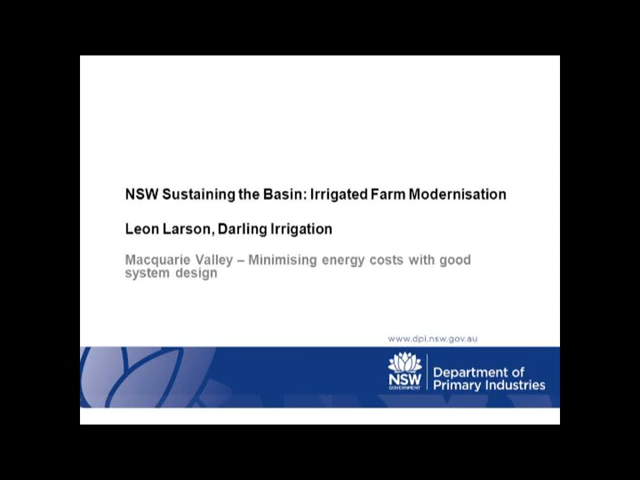 NSW Sustaining the Basin: Irrigated Farm Modernisation
Leon Larson, Darling Irrigation
Macquarie Valley – Minimising energy costs with good
system design
www.dpi.nsw.gov.au
NSW
GOVERNMENT
Department of
Primary Industries